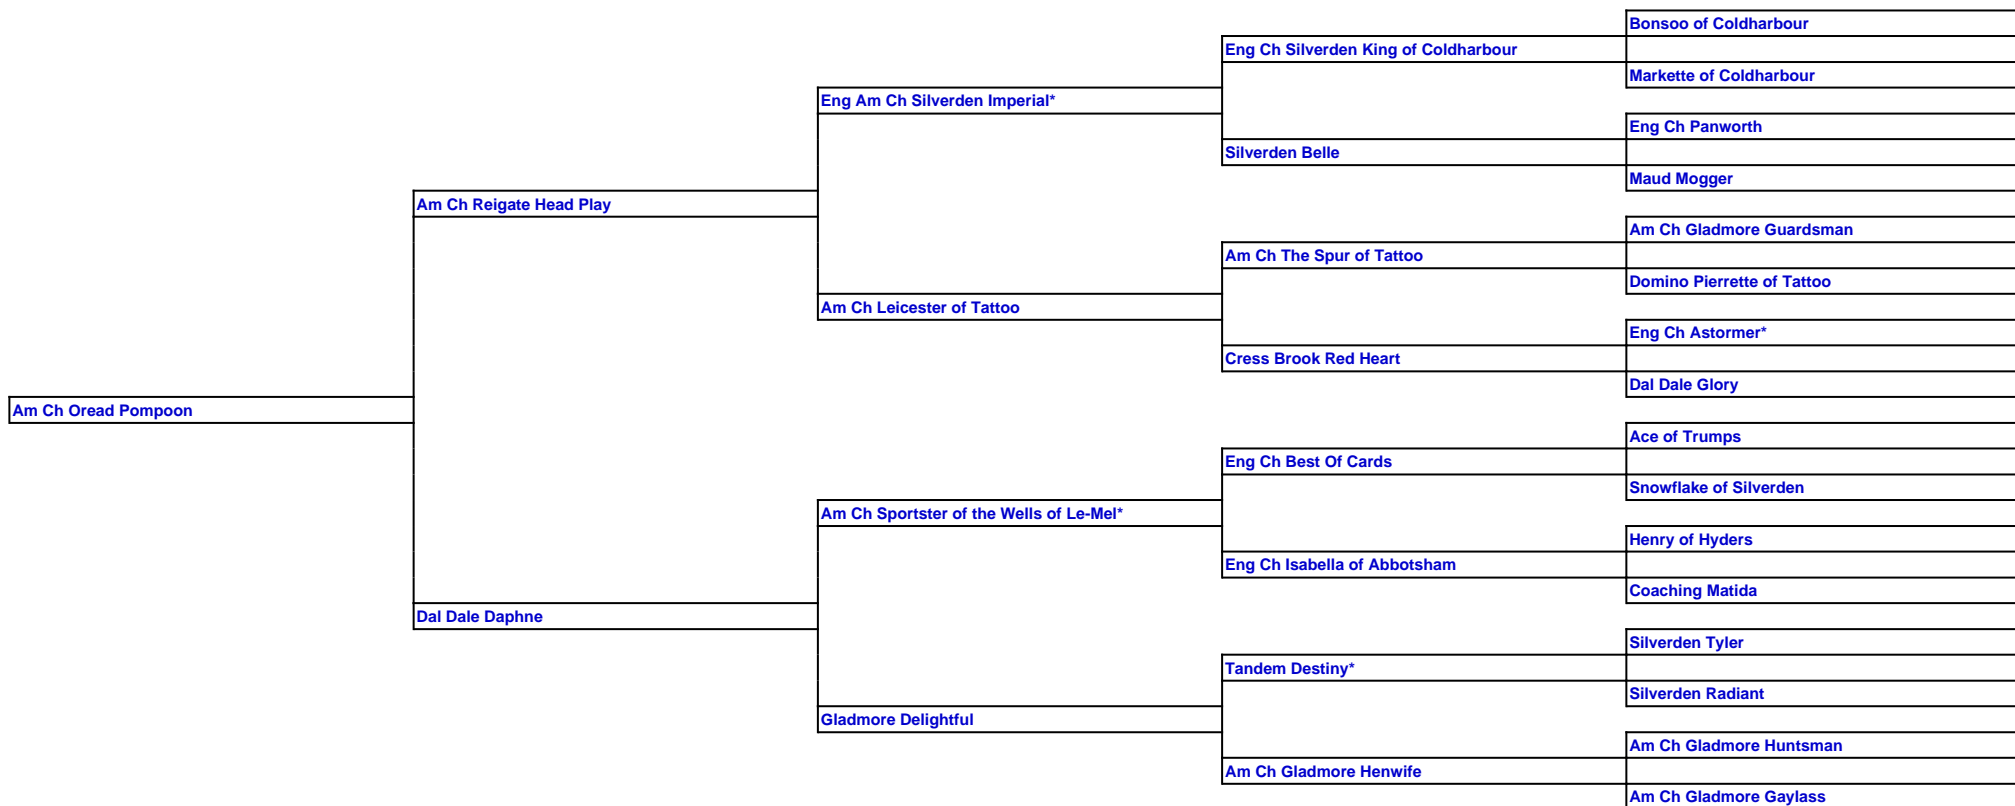 Bonsoo of Coldharbour
Eng Ch Silverden King of Coldharbour
Markette of Coldharbour
Eng Am Ch Silverden Imperial*
Eng Ch Panworth
Silverden Belle
Maud Mogger
Am Ch Reigate Head Play
Am Ch Gladmore Guardsman
Am Ch The Spur of Tattoo
Domino Pierrette of Tattoo
Am Ch Leicester of Tattoo
Eng Ch Astormer*
Cress Brook Red Heart
Dal Dale Glory
Am Ch Oread Pompoon
Ace of Trumps
Eng Ch Best Of Cards
Snowflake of Silverden
Am Ch Sportster of the Wells of Le-Mel*
Henry of Hyders
Eng Ch Isabella of Abbotsham
Coaching Matida
Dal Dale Daphne
Silverden Tyler
Tandem Destiny*
Silverden Radiant
Gladmore Delightful
Am Ch Gladmore Huntsman
Am Ch Gladmore Henwife
Am Ch Gladmore Gaylass